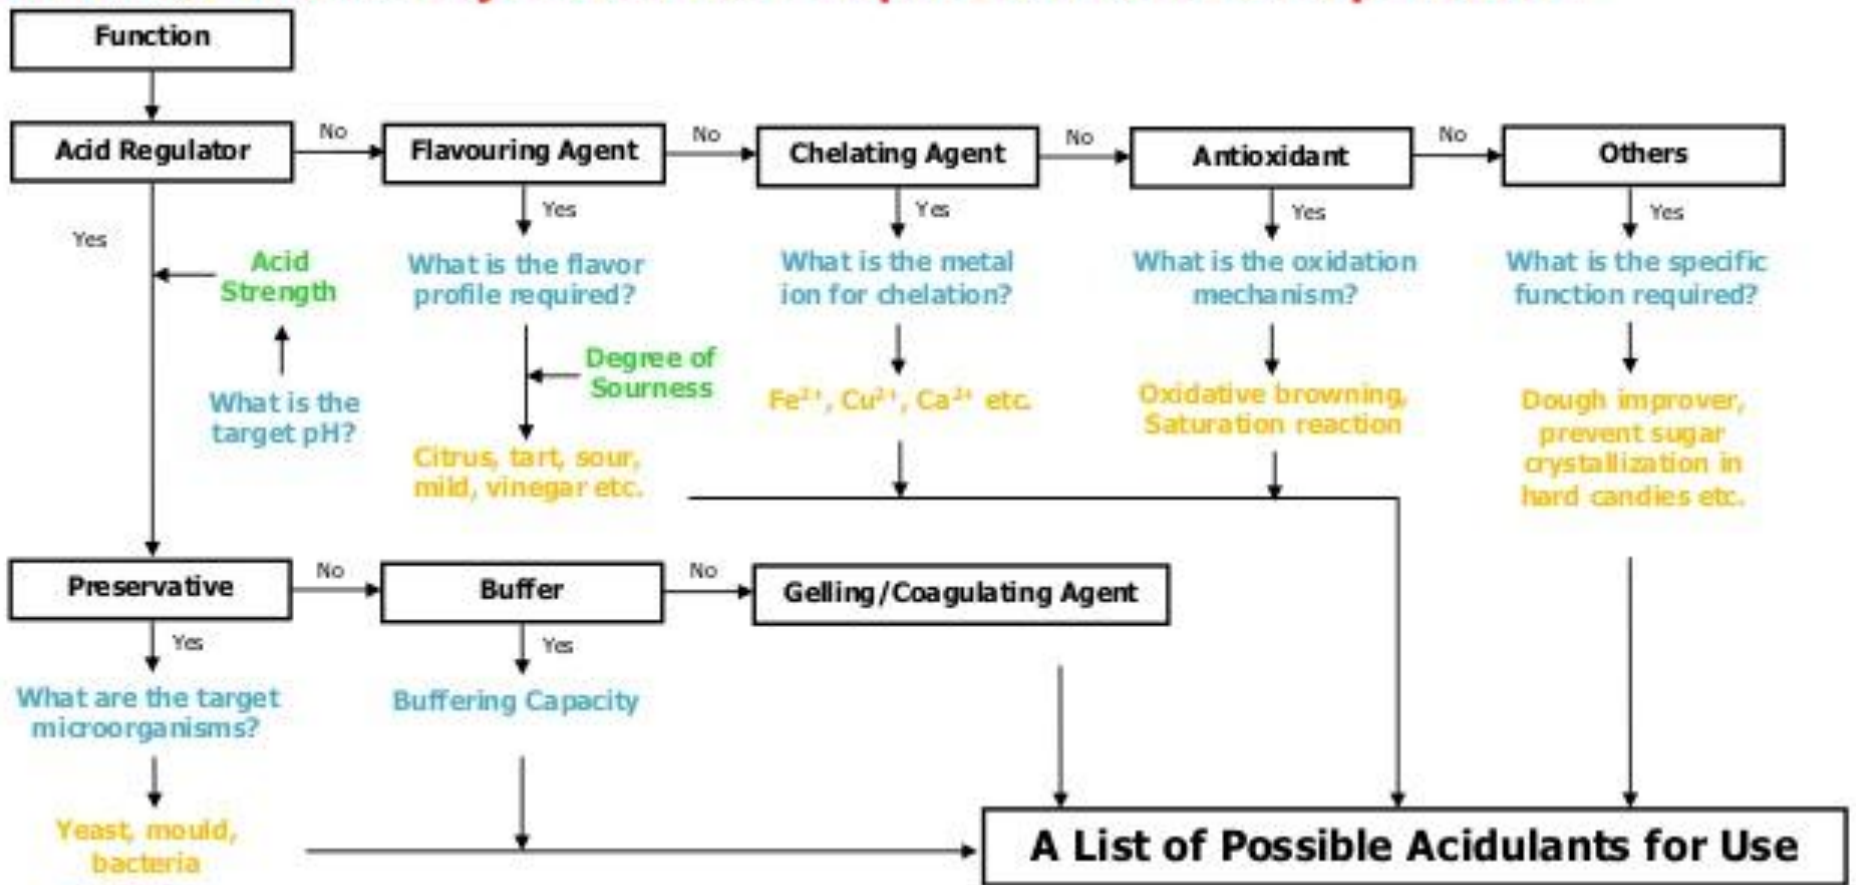 Function
Acid Regulator
No
Flavouring Agent
No
Chelating Agent
No
Antioxidant
No
Others
Yes
Yes
Yes
Yes
Yes
Acid
Strength
What is the flavor
profile required?
What is the metal
ion for chelation?
What is the oxidation
mechanism?
What is the specific
function required?
What is the
target pH?
Degree of
Sourness
Citrus, tart, sour,
mild, vinegar etc.
Fe²⁺, Cu²⁺, Ca²⁺ etc.
Oxidative browning,
Saturation reaction
Dough improver,
prevent sugar
crystallization in
hard candies etc.
Preservative
No
Buffer
No
Gelling/Coagulating Agent
Yes
Yes
What are the target
microorganisms?
Buffering Capacity
Yeast, mould,
bacteria
A List of Possible Acidulants for Use